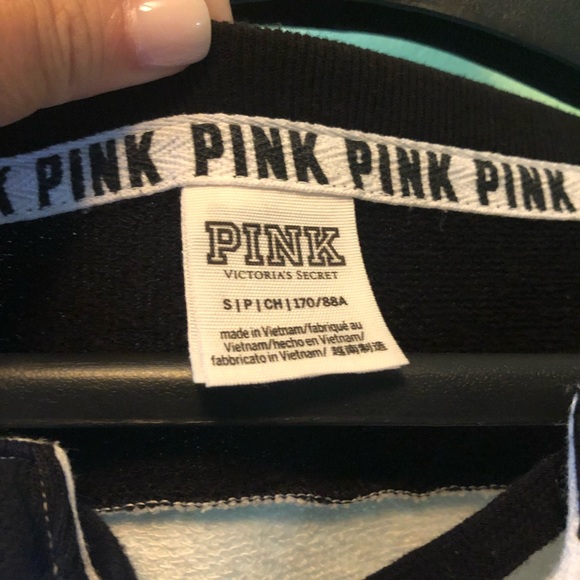 K PINK PINK PINK PINK
PINK
VICTORIA'S SECRET
S|P|CH|170/88A
made in Vietnam/fabriqué au
Vietnam/hecho en Vietnam/
fabbricato in Vietnam/ 越南制造